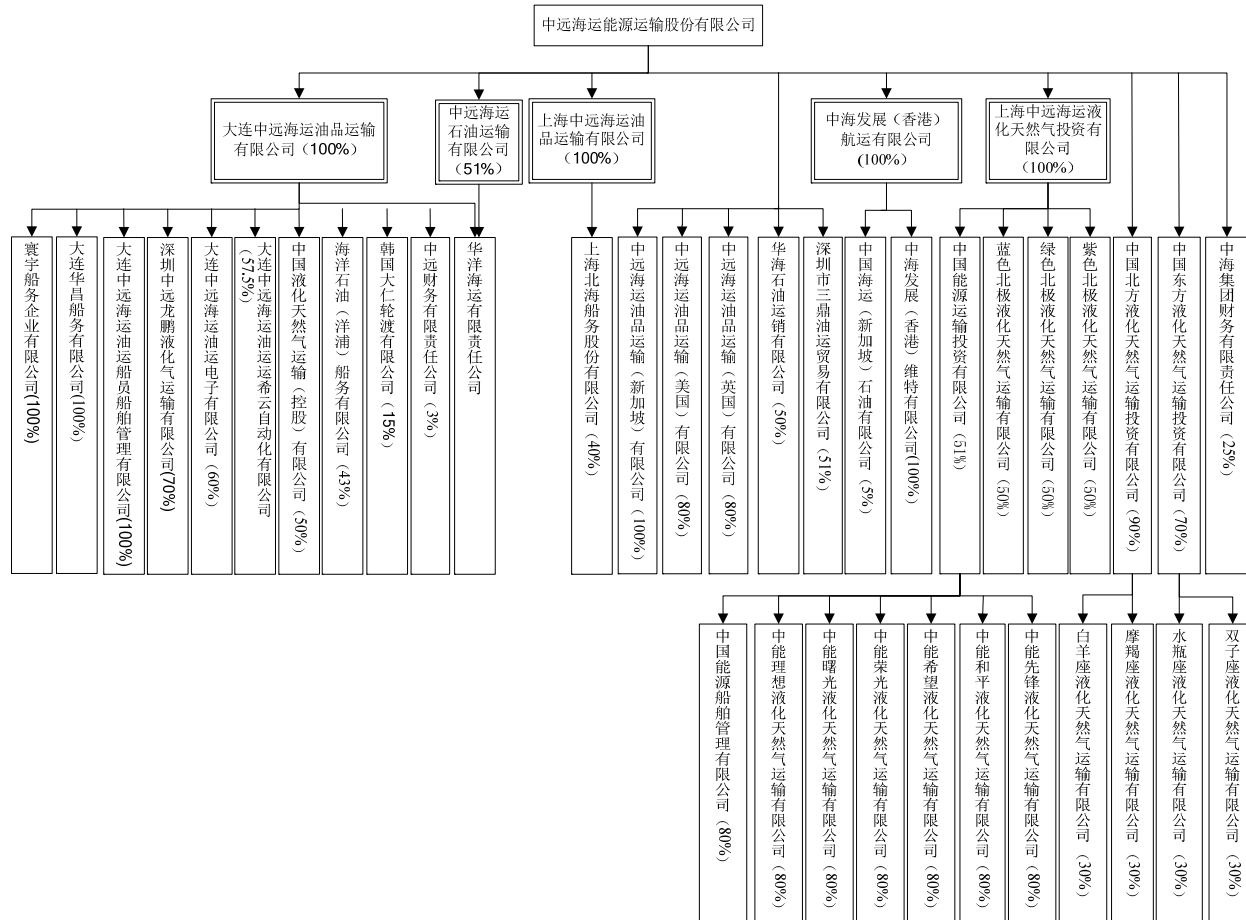 中远海运能源运输股份有限公司
大连中远海运油品运输
有限公司（100%）
中远海运
石油运输
有限公司
（51%）
上海中远海运油
品运输有限公司
（100%）
中海发展（香港）
航运有限公司
(100%)
上海中远海运液
化天然气投资有
限公司
(100%)
寰宇船务企业有限公司(100%)
大连华昌船务有限公司(100%)
大连中远海运油运船员船舶管理有限公司(100%)
深圳中远龙鹏液化气运输有限公司(70%)
大连中远海运油运电子有限公司（60%）
大连中远海运油运运希云自动化有限公司
（57.5%）
中国液化天然气运输（控股）有限公司（50%）
海洋石油（洋浦）船务有限公司（43%）
韩国大仁轮渡有限公司（15%）
中远财务有限责任公司（3%）
华洋海运有限责任公司
上海北海船务股份有限公司（40%）
中远海运油品运输（新加坡）有限公司（100%）
中远海运油品运输（美国）有限公司（80%）
中远海运油品运输（英国）有限公司（80%）
华海石油运销有限公司（50%）
深圳市三鼎油运贸易有限公司（51%）
中国海运（新加坡）石油有限公司（5%）
中海发展（香港）维特有限公司(100%)
中国能源运输投资有限公司（51%）
蓝色北极液化天然气运输有限公司（50%）
绿色北极液化天然气运输有限公司（50%）
紫色北极液化天然气运输有限公司（50%）
中国北方液化天然气运输投资有限公司（90%）
中国东方液化天然气运输投资有限公司（70%）
中海集团财务有限责任公司（25%）
中国能源船舶管理有限公司（80%）
中能理想液化天然气运输有限公司（80%）
中能曙光液化天然气运输有限公司（80%）
中能荣光液化天然气运输有限公司（80%）
中能希望液化天然气运输有限公司（80%）
中能和平液化天然气运输有限公司（80%）
中能先锋液化天然气运输有限公司（80%）
白羊座液化天然气运输有限公司（30%）
摩羯座液化天然气运输有限公司（30%）
水瓶座液化天然气运输有限公司（30%）
双子座液化天然气运输有限公司（30%）